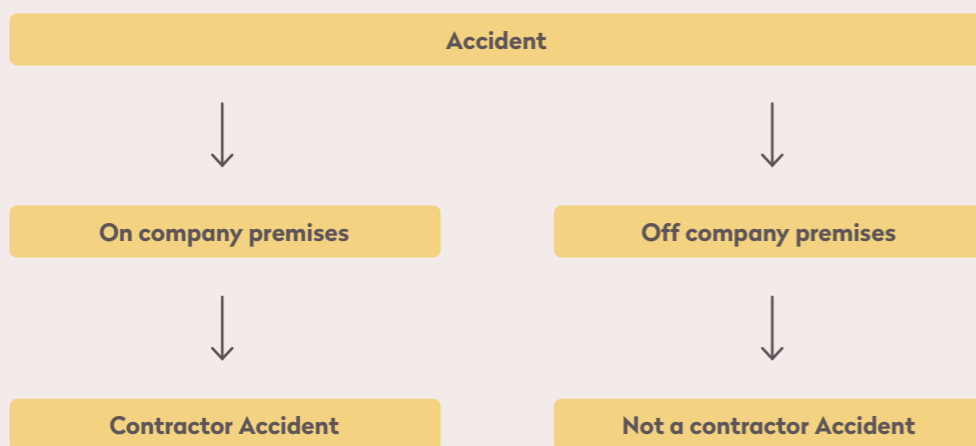 Accident
On company premises
Off company premises
Contractor Accident
Not a contractor Accident